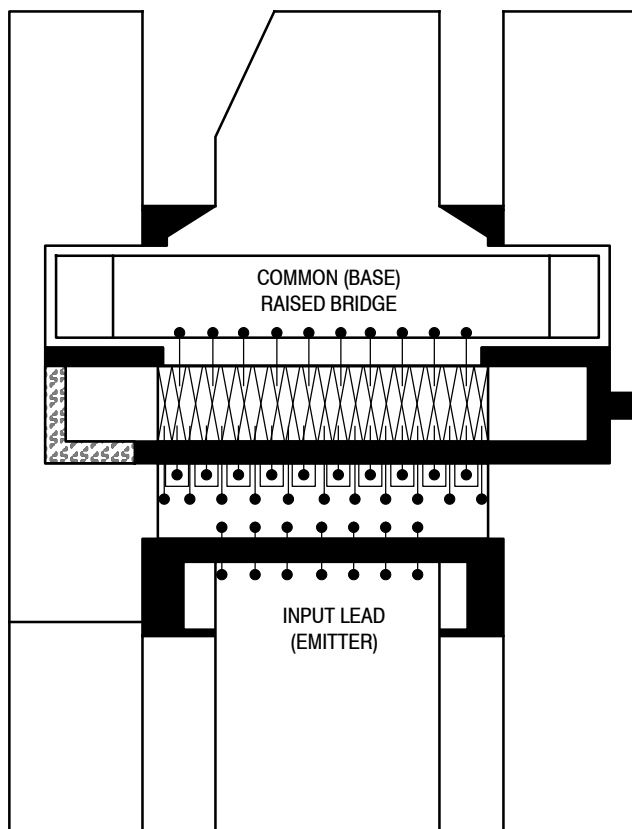 COMMON (BASE)
RAISED BRIDGE
INPUT LEAD
(EMITTER)